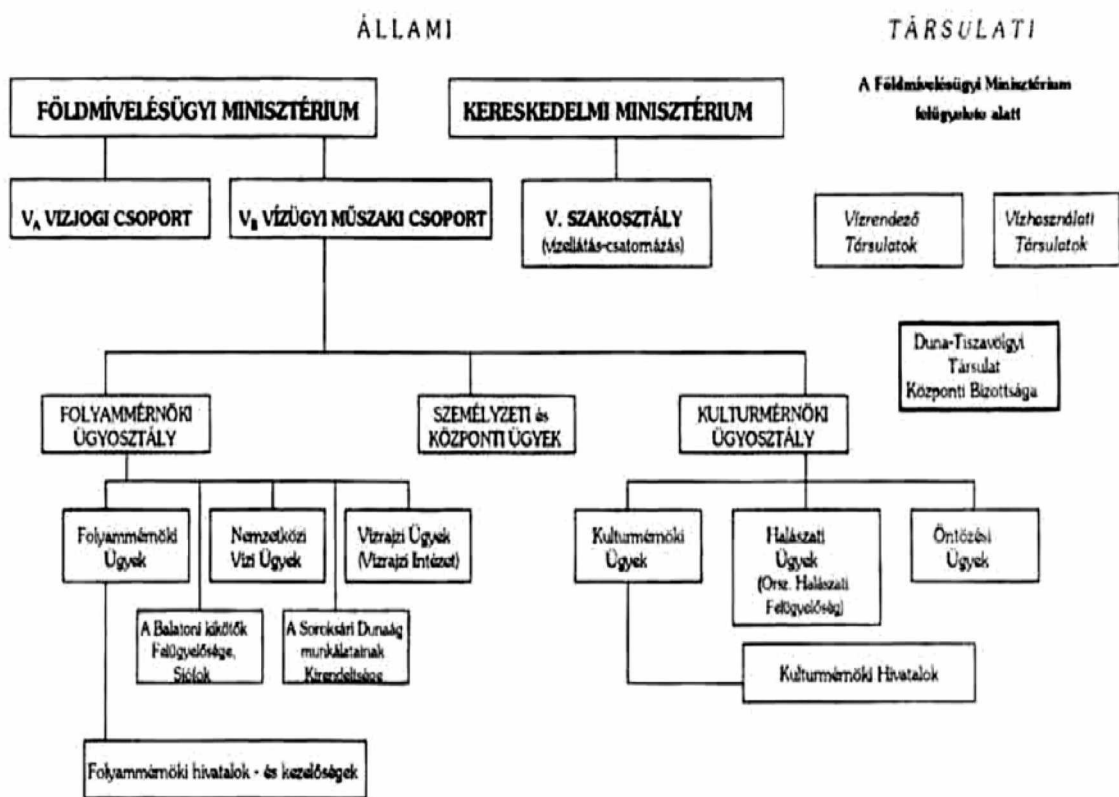 ÁLLAMI
TÁRSULATI
FÖLDMÍVELÉSÜGYI MINISZTÉRIUM
KERESKEDELMI MINISZTÉRIUM
A Földmívelésügyi Minisztérium
felügyelete alatt
VA VIZJOGI CSOPORT
VB VÍZÜGYI MŰSZAKI CSOPORT
V. SZAKOSZTÁLY
(vízellátás-csatornázás)
Vízrendező
Társulatok
Vízhasználati
Társulatok
Duna-Tiszavölgyi
Társulat
Központi Bizottsága
FOLYAMMÉRNÖKI
ÜGYOSZTÁLY
SZEMÉLYZETI és
KÖZPONTI ÜGYEK
KULTURMÉRNÖKI
ÜGYOSZTÁLY
Folyammérnöki
Ügyek
Nemzetközi
Vizi Ügyek
Vízrajzi Ügyek
(Vízrajzi Intézet)
Kulturmérnöki
Ügyek
Halászati
Ügyek
(Orsz. Halászati
Felügyelőség)
Öntözési
Ügyek
A Balatoni kikötők
Felügyelősége,
Siófok
A Soroksári Dunaág
munkálatainak
Kirendeltsége
Kulturmérnöki Hivatalok
Folyammérnöki hivatalok - és kezelőségek